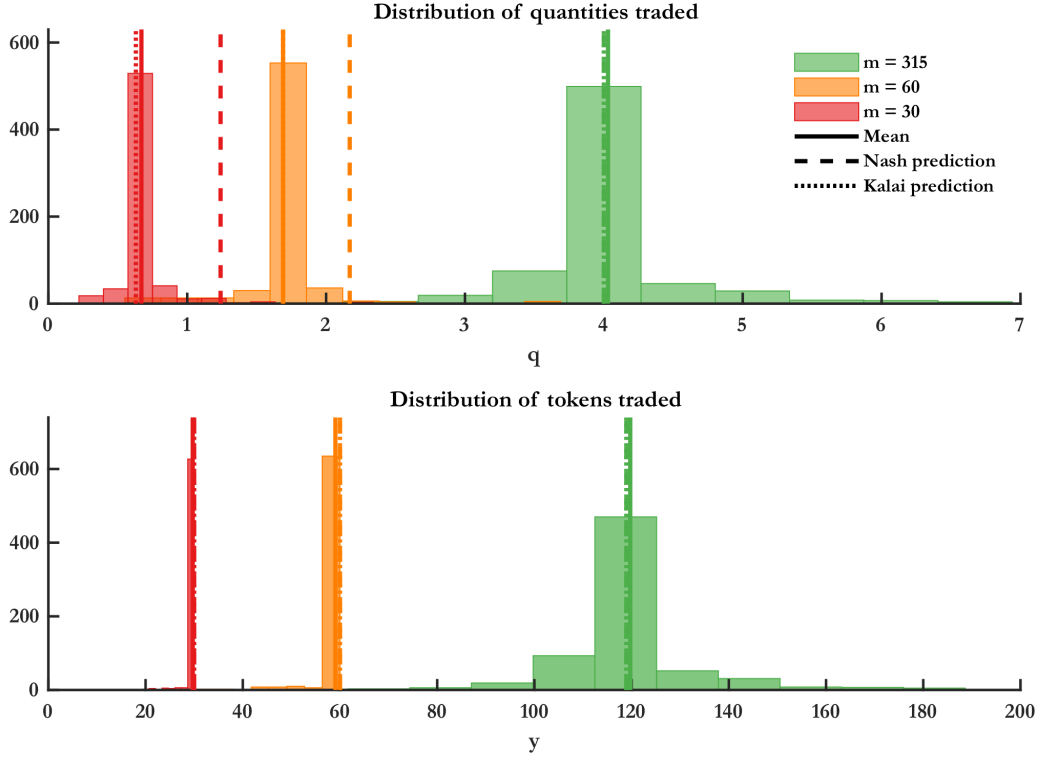 Distribution of quantities traded
600
400
200
0
m = 315
m = 60
m = 30
Mean
Nash prediction
Kalai prediction
0 1 2 3 4 5 6 7
q
Distribution of tokens traded
600
400
200
0
0 20 40 60 80 100 120 140 160 180 200
y